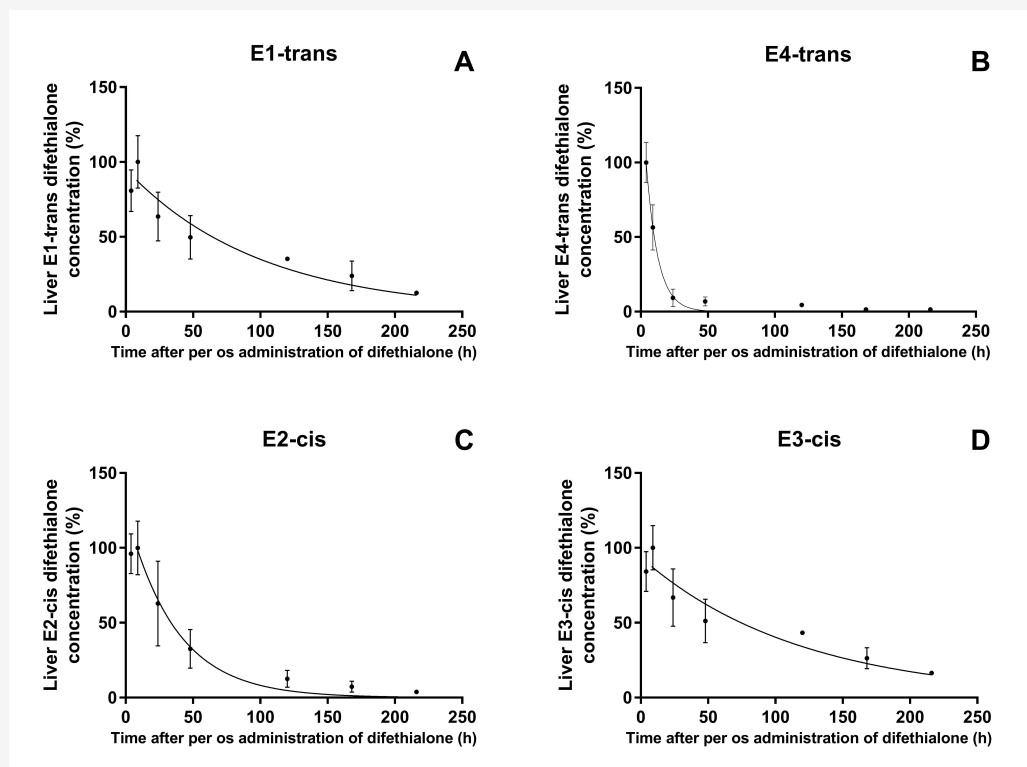 E1-trans
A
Liver E1-trans difethialone
concentration (%)
150
100
50
0
0 50 100 150 200 250
Time after per os administration of difethialone (h)
E4-trans
B
Liver E4-trans difethialone
concentration (%)
150
100
50
0
0 50 100 150 200 250
Time after per os administration of difethialone (h)
E2-cis
C
Liver E2-cis difethialone
concentration (%)
150
100
50
0
0 50 100 150 200 250
Time after per os administration of difethialone (h)
E3-cis
D
Liver E3-cis difethialone
concentration (%)
150
100
50
0
0 50 100 150 200 250
Time after per os administration of difethialone (h)